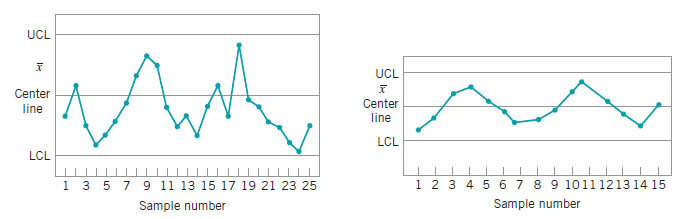 UCL
x̄
Center
line
LCL
1 3 5 7 9 11 13 15 17 19 21 23 25
Sample number
UCL
x̄
Center
line
LCL
1 2 3 4 5 6 7 8 9 10 11 12 13 14 15
Sample number